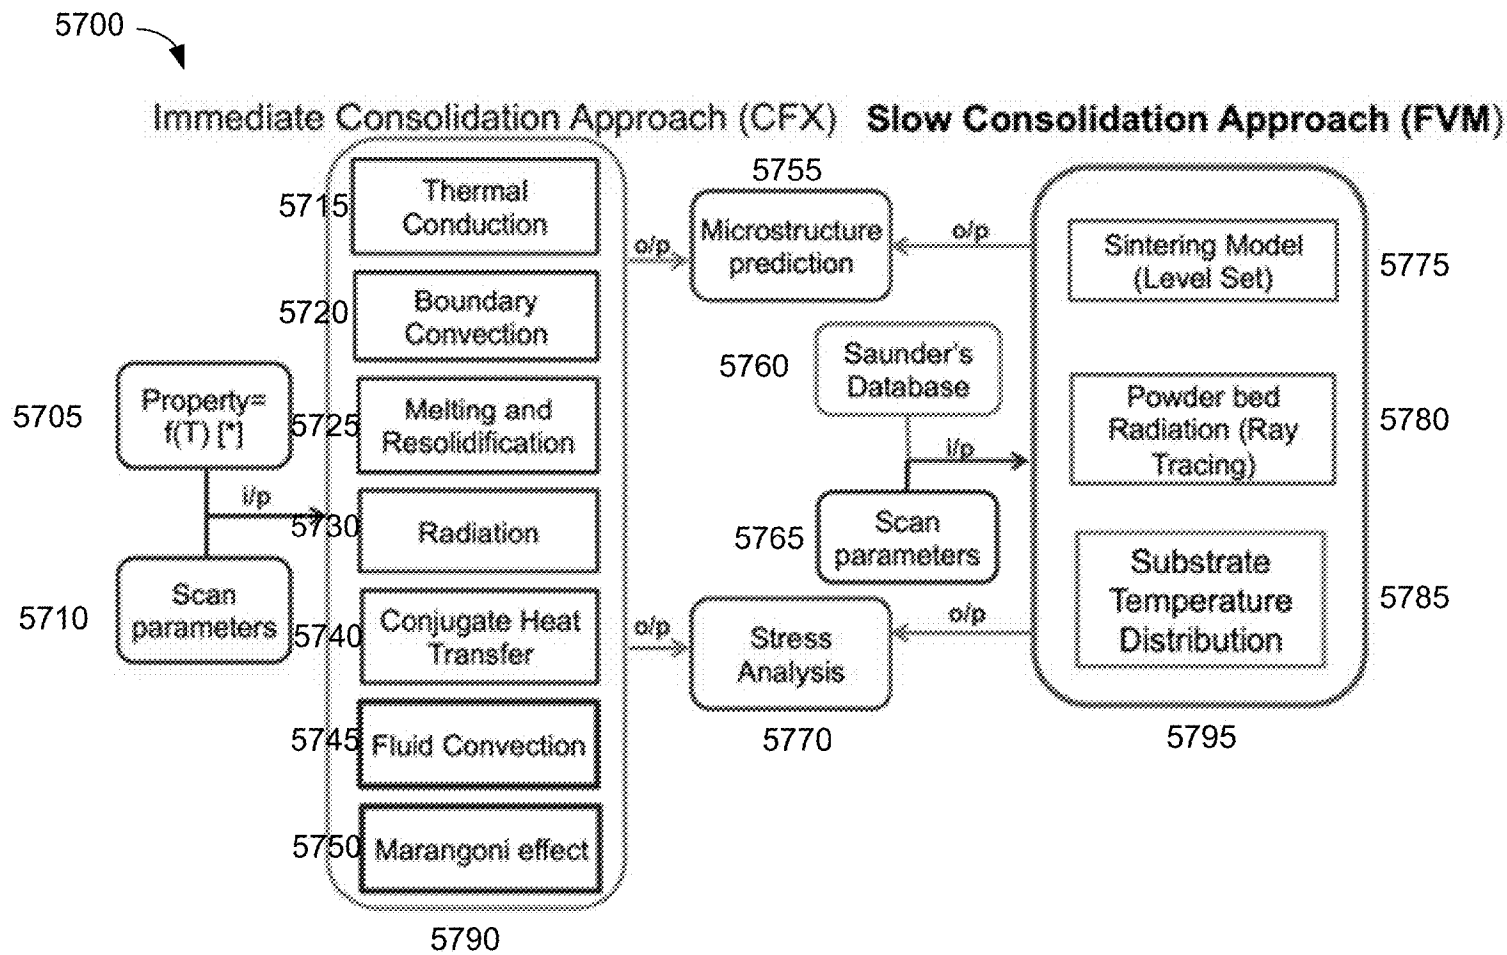 5700
Immediate Consolidation Approach (CFX)
Slow Consolidation Approach (FVM)
5705
Property=
f(T) [*]
i/p
5710
Scan
parameters
5715
Thermal
Conduction
5720
Boundary
Convection
5725
Melting and
Resolidification
5730
Radiation
5740
Conjugate Heat
Transfer
5745
Fluid Convection
5750
Marangoni effect
5790
o/p
o/p
5755
Microstructure
prediction
5760
Saunder's
Database
i/p
5765
Scan
parameters
Stress
Analysis
5770
o/p
o/p
Sintering Model
(Level Set)
5775
Powder bed
Radiation (Ray
Tracing)
5780
Substrate
Temperature
Distribution
5785
5795